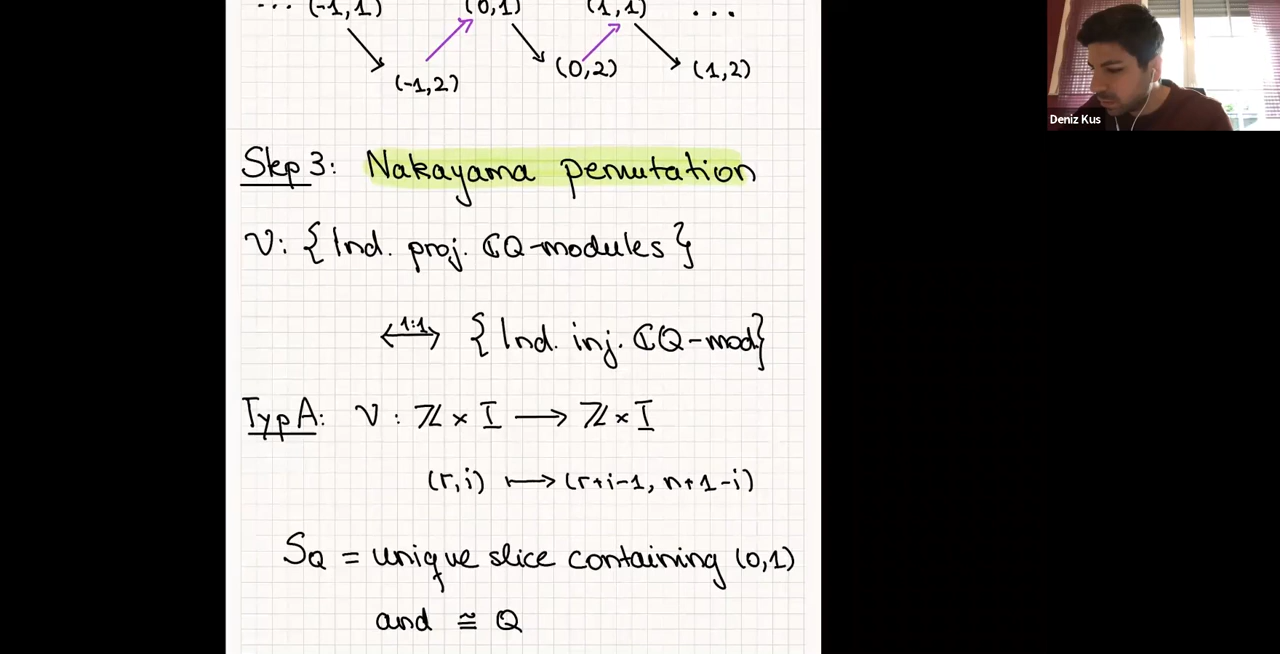 ... (-1,1) (0,1) (1,1) ...
(-1,2) (0,2) (1,2)
Deniz Kus
Step 3: Nakayama permutation
ν: {Ind. proj. ℂQ-modules}
⟷ 1:1 {Ind. inj. ℂQ-mod}
Typ A: ν : ℤ × I ⟶ ℤ × I
(r,i) ⟼ (r+i-1, n+1-i)
S_Q = unique slice containing (0,1)
and ≅ Q